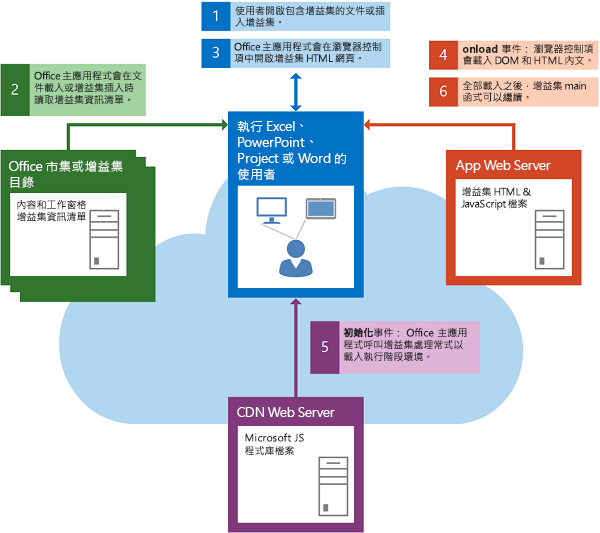 1
使用者開啟包含增益集的文件或插
入增益集。
3
Office 主應用程式會在瀏覽器控制
項中開啟增益集 HTML 網頁。
4
onload 事件： 瀏覽器控制項
會載入 DOM 和 HTML 內文。
6
全部載入之後，增益集 main
函式可以繼續。
2
Office 主應用程式會在文
件載入或增益集插入時
讀取增益集資訊清單。
執行 Excel、
PowerPoint、
Project 或 Word 的
使用者
Office 市集或增益集
目錄
內容和工作窗格
增益集資訊清單
App Web Server
增益集 HTML &
JavaScript 檔案
5
初始化事件： Office 主應用
程式呼叫增益集處理常式以
載入執行階段環境。
CDN Web Server
Microsoft JS
程式庫檔案